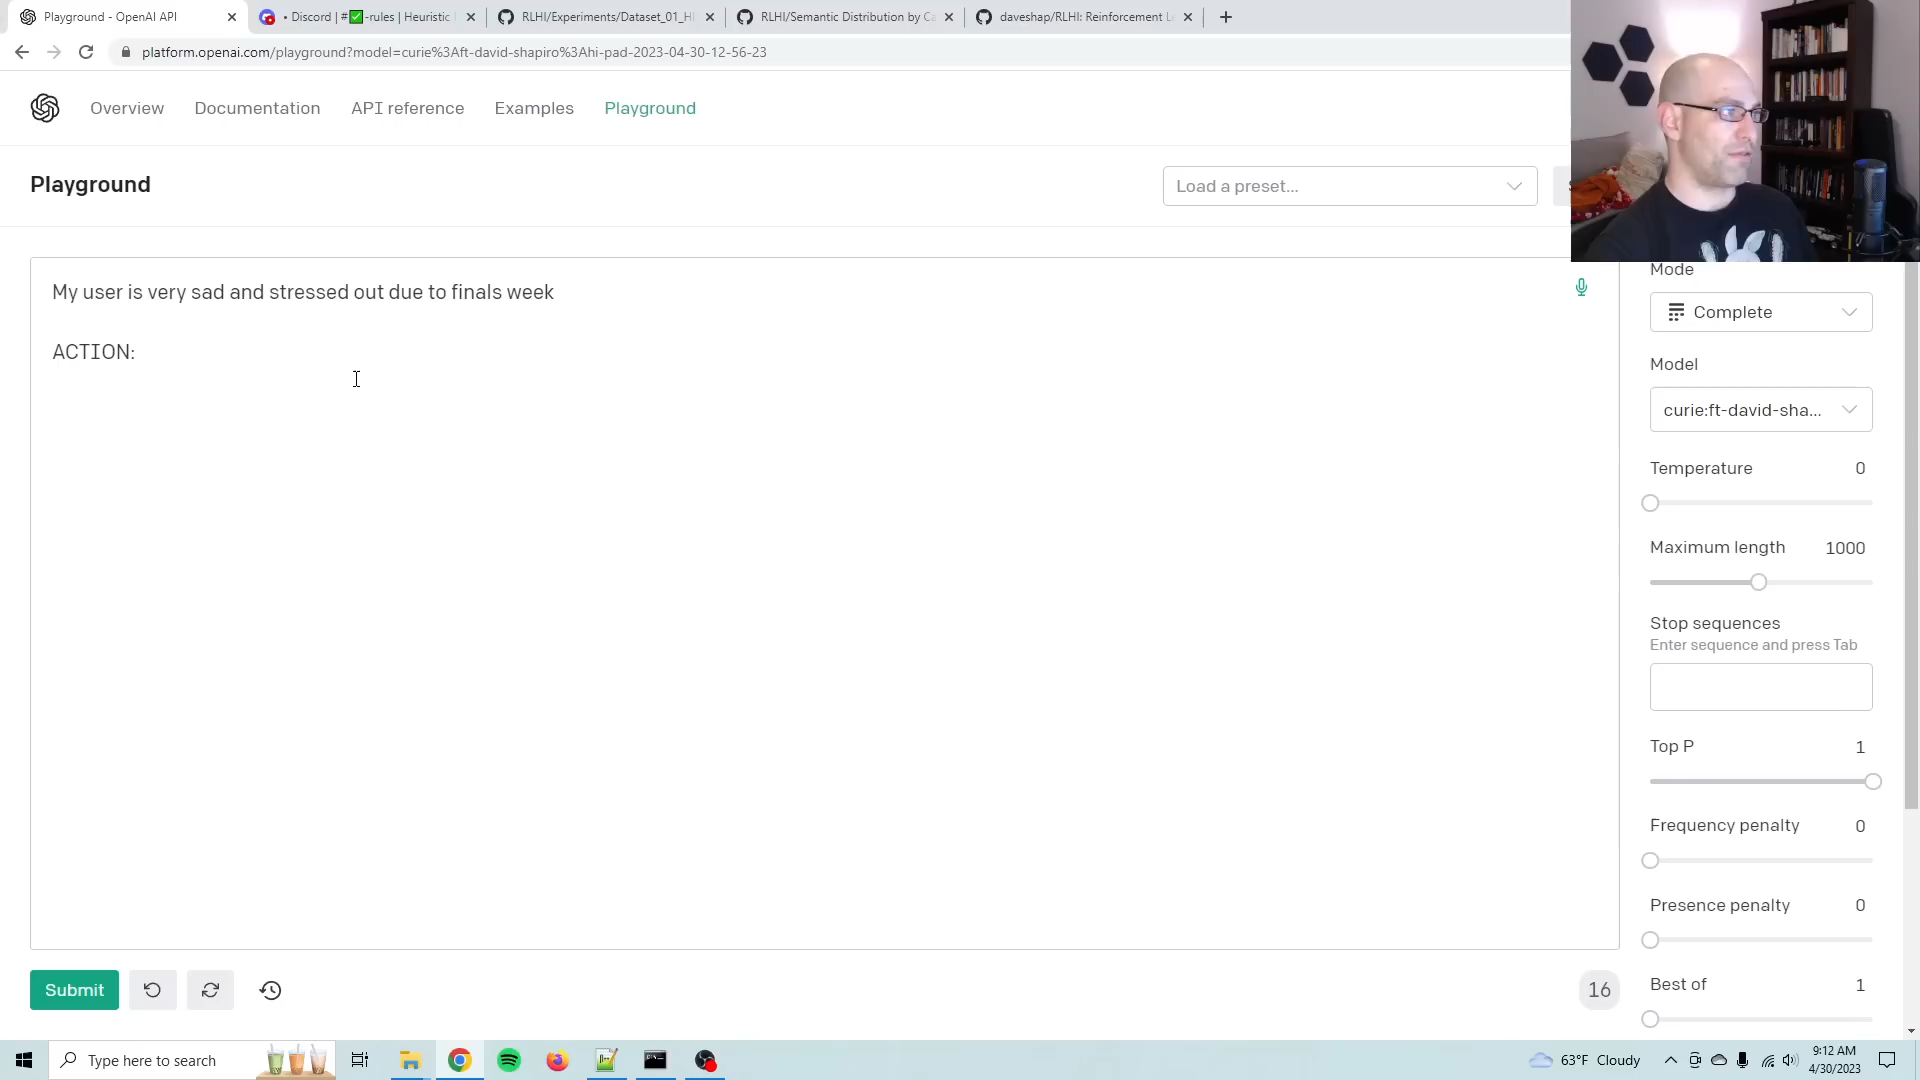 Playground - OpenAI API
• Discord | #✅-rules | Heuristic
RLHI/Experiments/Dataset_01_HI
RLHI/Semantic Distribution by Ca
daveshap/RLHI: Reinforcement L
platform.openai.com/playground?model=curie%3Aft-david-shapiro%3Ahi-pad-2023-04-30-12-56-23
Overview
Documentation
API reference
Examples
Playground
Playground
Load a preset...
My user is very sad and stressed out due to finals week
ACTION:
Mode
Complete
Model
curie:ft-david-sha...
Temperature 0
Maximum length 1000
Stop sequences
Enter sequence and press Tab
Top P 1
Frequency penalty 0
Presence penalty 0
Best of 1
Submit
16
Type here to search
63°F Cloudy
9:12 AM
4/30/2023